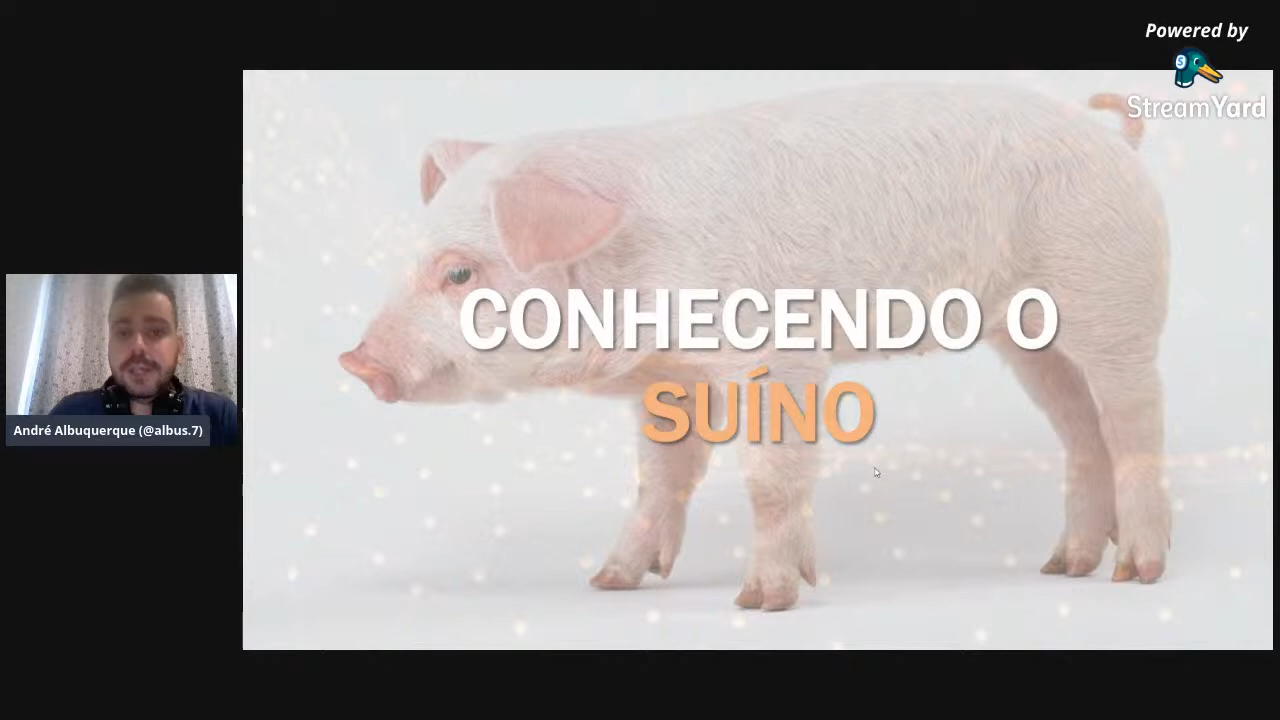 Powered by
StreamYard
CONHECENDO O
SUÍNO
André Albuquerque (@albus.7)